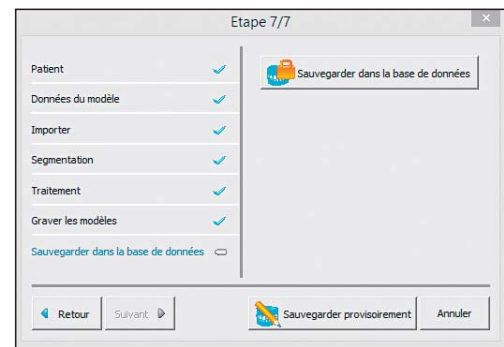 Etape 7/7
Patient
Données du modèle
Importer
Segmentation
Traitement
Graver les modèles
Sauvegarder dans la base de données
Sauvegarder dans la base de données
Retour
Suivant
Sauvegarder provisoirement
Annuler